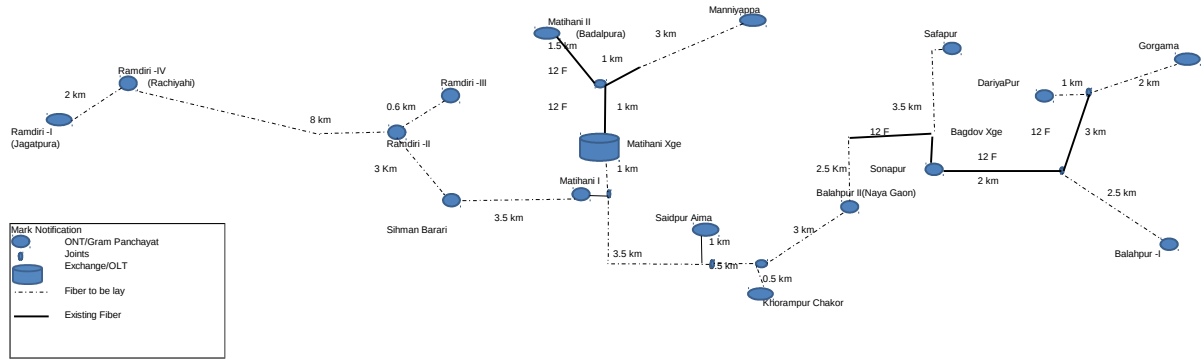 Matihani II
(Badalpura)
1.5 km
12 F
1 km
12 F
1 km
Manniyappa
3 km
Safapur
Gorgama
Ramdiri -IV
(Rachiyahi)
2 km
Ramdiri -I
(Jagatpura)
8 km
Ramdiri -III
0.6 km
Ramdiri -II
3 Km
Matihani Xge
1 km
Matihani I
3.5 km
Sihman Barari
DariyaPur
1 km
2 km
3.5 km
12 F
Bagdov Xge
12 F
3 km
12 F
2.5 Km
Sonapur
2 km
Balahpur II(Naya Gaon)
2.5 km
Saidpur Aima
1 km
3 km
3.5 km
0.5 km
0.5 km
Khorampur Chakor
Balahpur -I
Mark Notification
ONT/Gram Panchayat
Joints
Exchange/OLT
Fiber to be lay
Existing Fiber